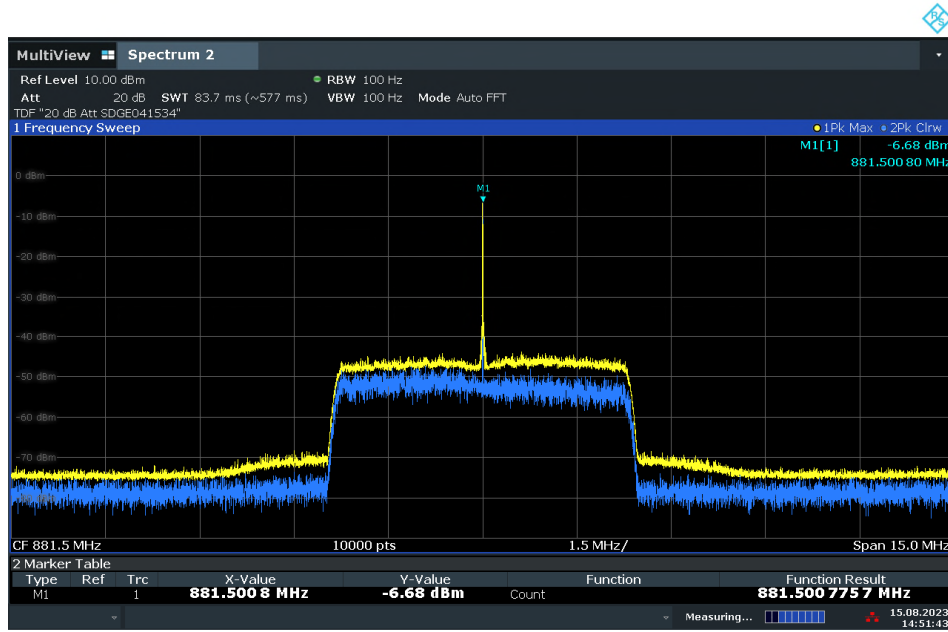 R&S
MultiView Spectrum 2
Ref Level 10.00 dBm RBW 100 Hz
Att 20 dB SWT 83.7 ms (~577 ms) VBW 100 Hz Mode Auto FFT
TDF "20 dB Att SDGE041534"
1 Frequency Sweep 1Pk Max 2Pk Clrw
M1[1] -6.68 dBm
881.500 80 MHz
0 dBm
M1
-10 dBm
-20 dBm
-30 dBm
-40 dBm
-50 dBm
-60 dBm
-70 dBm
CF 881.5 MHz 10000 pts 1.5 MHz/ Span 15.0 MHz
2 Marker Table
Type Ref Trc X-Value Y-Value Function Function Result
M1 1 881.500 8 MHz -6.68 dBm Count 881.500 775 7 MHz
Measuring... 15.08.2023
14:51:43